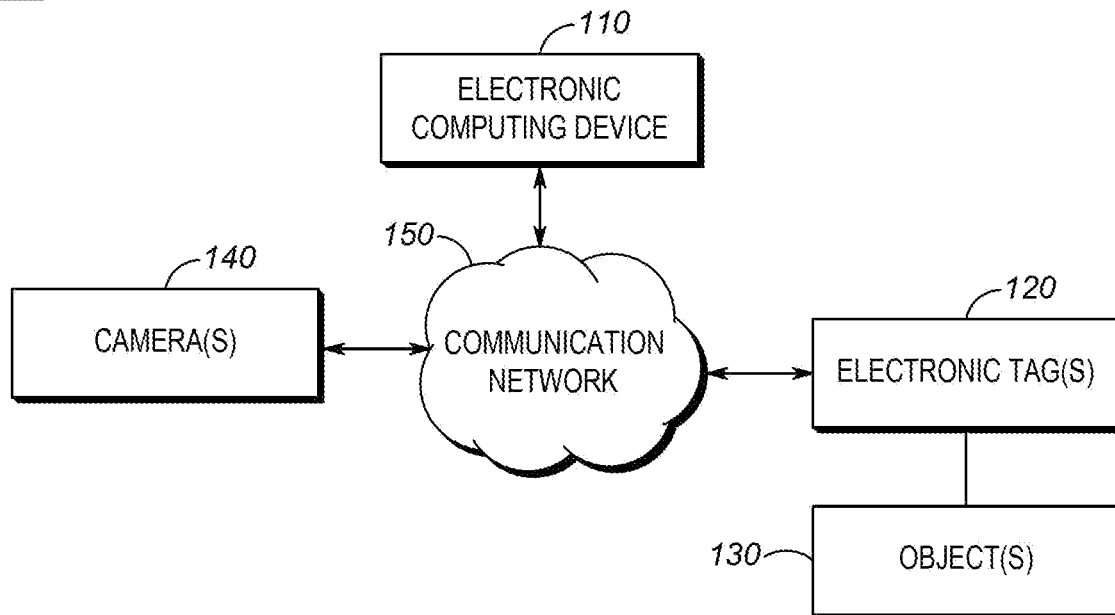 110
ELECTRONIC
COMPUTING DEVICE
150
140
CAMERA(S)
COMMUNICATION
NETWORK
120
ELECTRONIC TAG(S)
130
OBJECT(S)